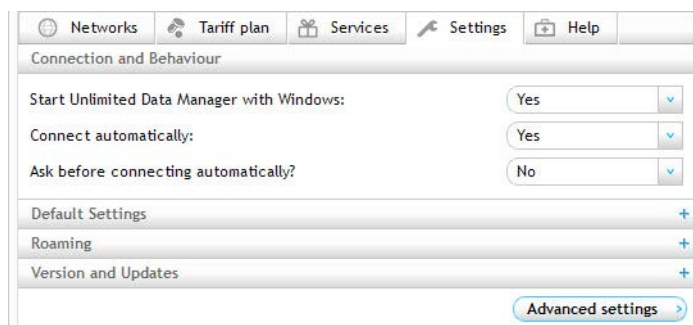 Networks Tariff plan Services Settings Help
Connection and Behaviour
Start Unlimited Data Manager with Windows: Yes
Connect automatically: Yes
Ask before connecting automatically? No
Default Settings +
Roaming +
Version and Updates +
Advanced settings >